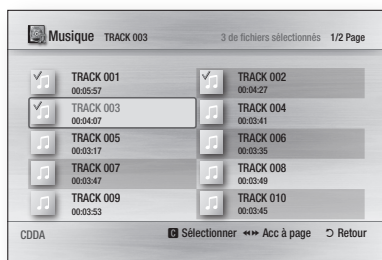 Musique TRACK 003 3 de fichiers sélectionnés 1/2 Page
TRACK 001 TRACK 002
00:05:57 00:04:27
TRACK 003 TRACK 004
00:04:07 00:03:41
TRACK 005 TRACK 006
00:03:17 00:03:35
TRACK 007 TRACK 008
00:03:47 00:03:49
TRACK 009 TRACK 010
00:03:53 00:03:45
CDDA C Sélectionner Acc à page Retour